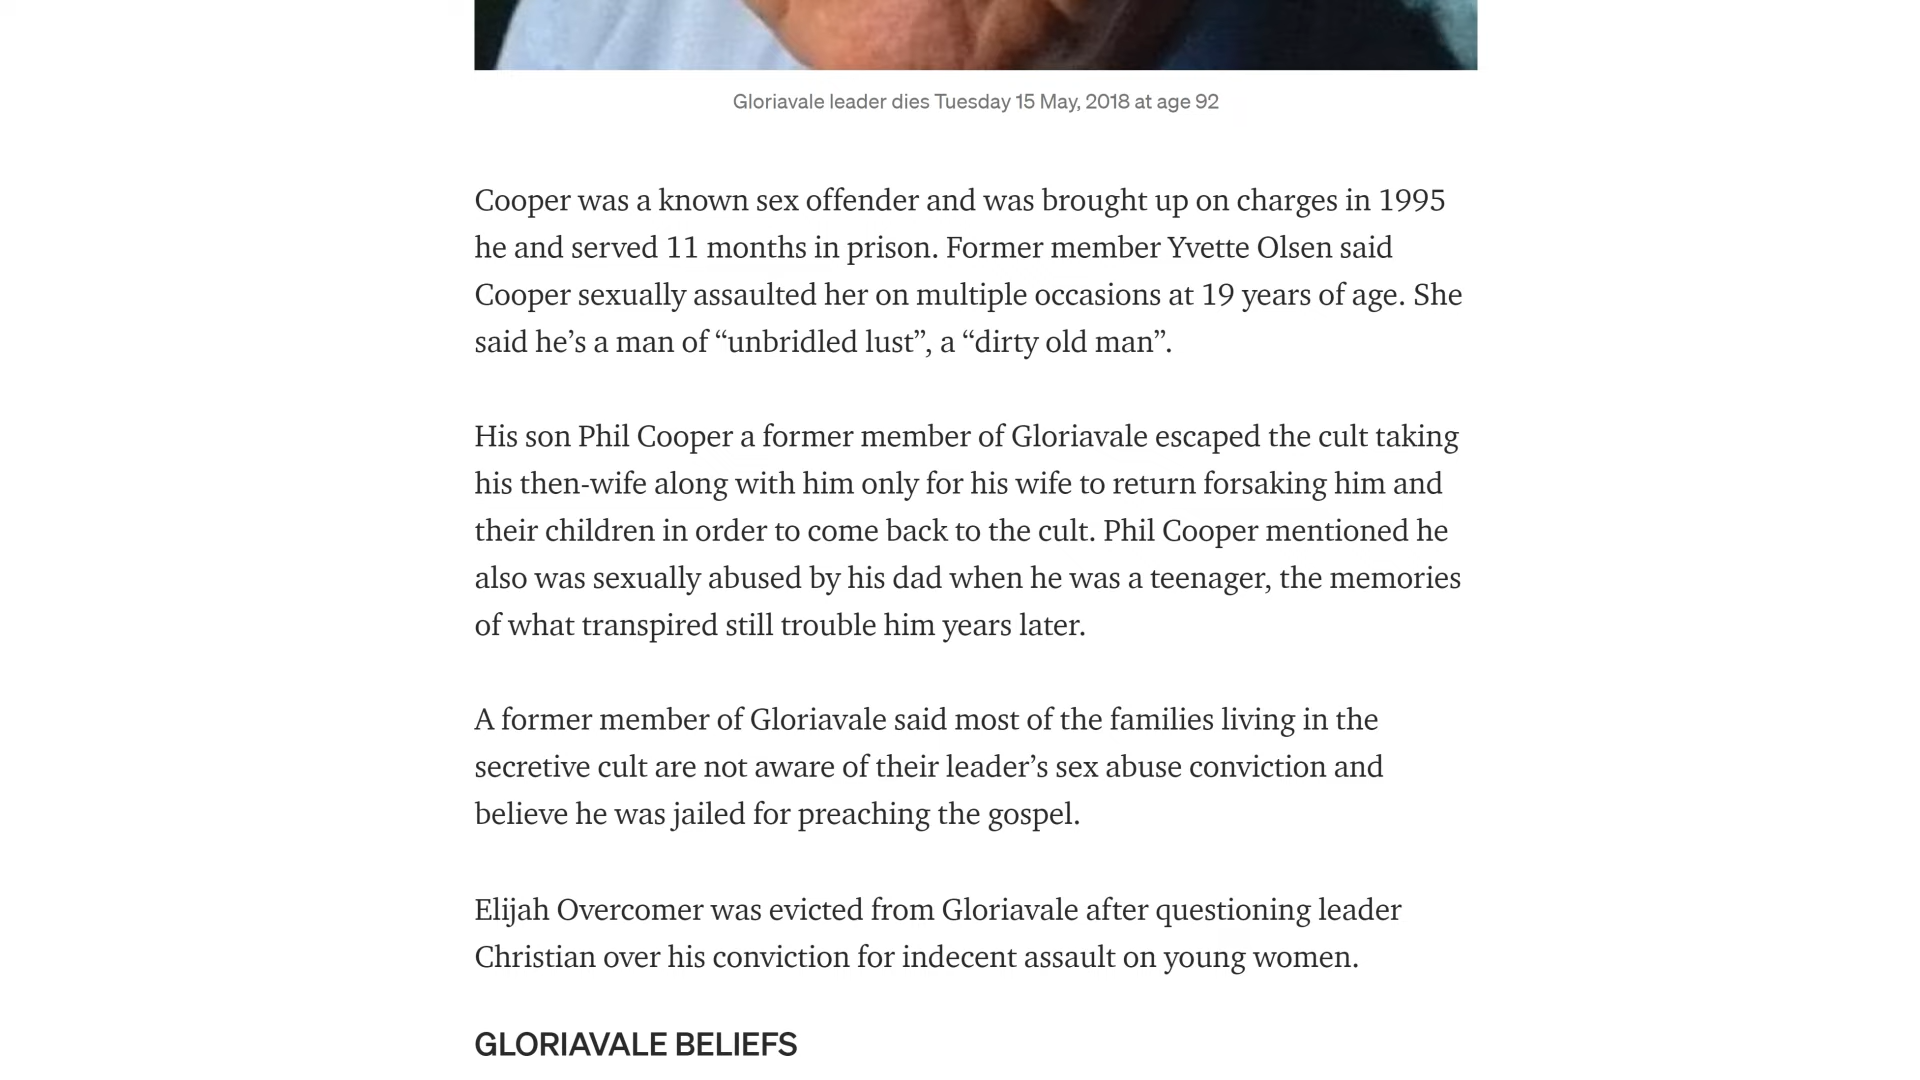 Gloriavale leader dies Tuesday 15 May, 2018 at age 92
Cooper was a known sex offender and was brought up on charges in 1995
he and served 11 months in prison. Former member Yvette Olsen said
Cooper sexually assaulted her on multiple occasions at 19 years of age. She
said he’s a man of “unbridled lust”, a “dirty old man”.
His son Phil Cooper a former member of Gloriavale escaped the cult taking
his then-wife along with him only for his wife to return forsaking him and
their children in order to come back to the cult. Phil Cooper mentioned he
also was sexually abused by his dad when he was a teenager, the memories
of what transpired still trouble him years later.
A former member of Gloriavale said most of the families living in the
secretive cult are not aware of their leader’s sex abuse conviction and
believe he was jailed for preaching the gospel.
Elijah Overcomer was evicted from Gloriavale after questioning leader
Christian over his conviction for indecent assault on young women.
GLORIAVALE BELIEFS